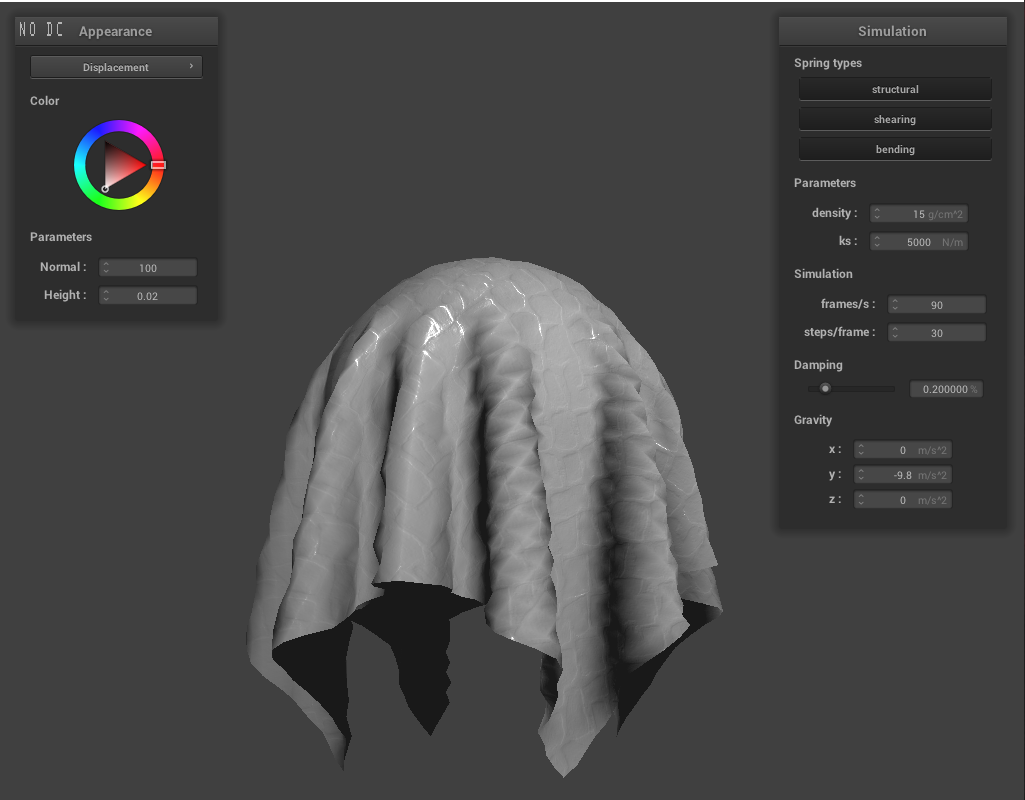 NO DC Appearance
Displacement
Color
Parameters
Normal : 100
Height : 0.02
Simulation
Spring types
structural
shearing
bending
Parameters
density : 15 g/cm^2
ks : 5000 N/m
Simulation
frames/s : 90
steps/frame : 30
Damping
0.200000 %
Gravity
x : 0 m/s^2
y : -9.8 m/s^2
z : 0 m/s^2